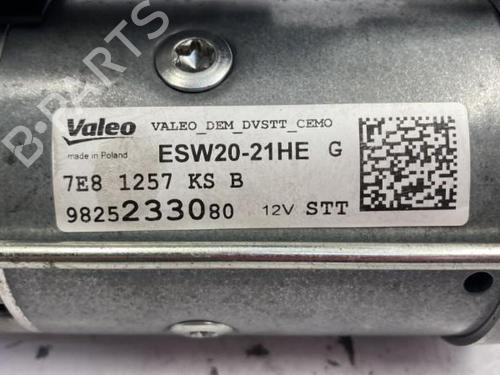 B-PARTS
Valeo VALEO_DEM_DVSTT_CEMO
made in Poland ESW20-21HE G
7E8 1257 KS B
9825233080 12V STT